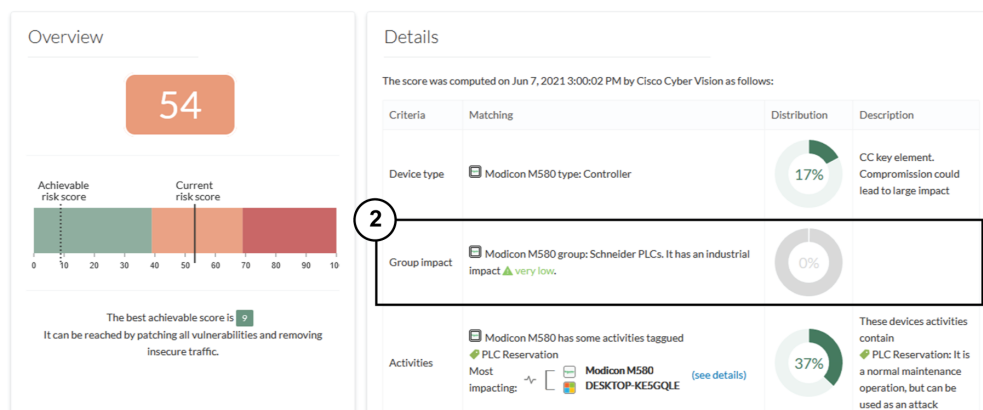 Overview
54
Achievable
risk score
Current
risk score
0 10 20 30 40 50 60 70 80 90 10
The best achievable score is 9
It can be reached by patching all vulnerabilities and removing
insecure traffic.
Details
The score was computed on Jun 7, 2021 3:00:02 PM by Cisco Cyber Vision as follows:
Criteria Matching Distribution Description
Device type
Modicon M580 type: Controller
17%
CC key element.
Compromission could
lead to large impact
2
Group impact
Modicon M580 group: Schneider PLCs. It has an industrial
impact very low.
0%
Activities
Modicon M580 has some activities taggued
PLC Reservation
Most
impacting:
Modicon M580
DESKTOP-KE5GQLE
(see details)
37%
These devices activities
contain
PLC Reservation: It is
a normal maintenance
operation, but can be
used as an attack